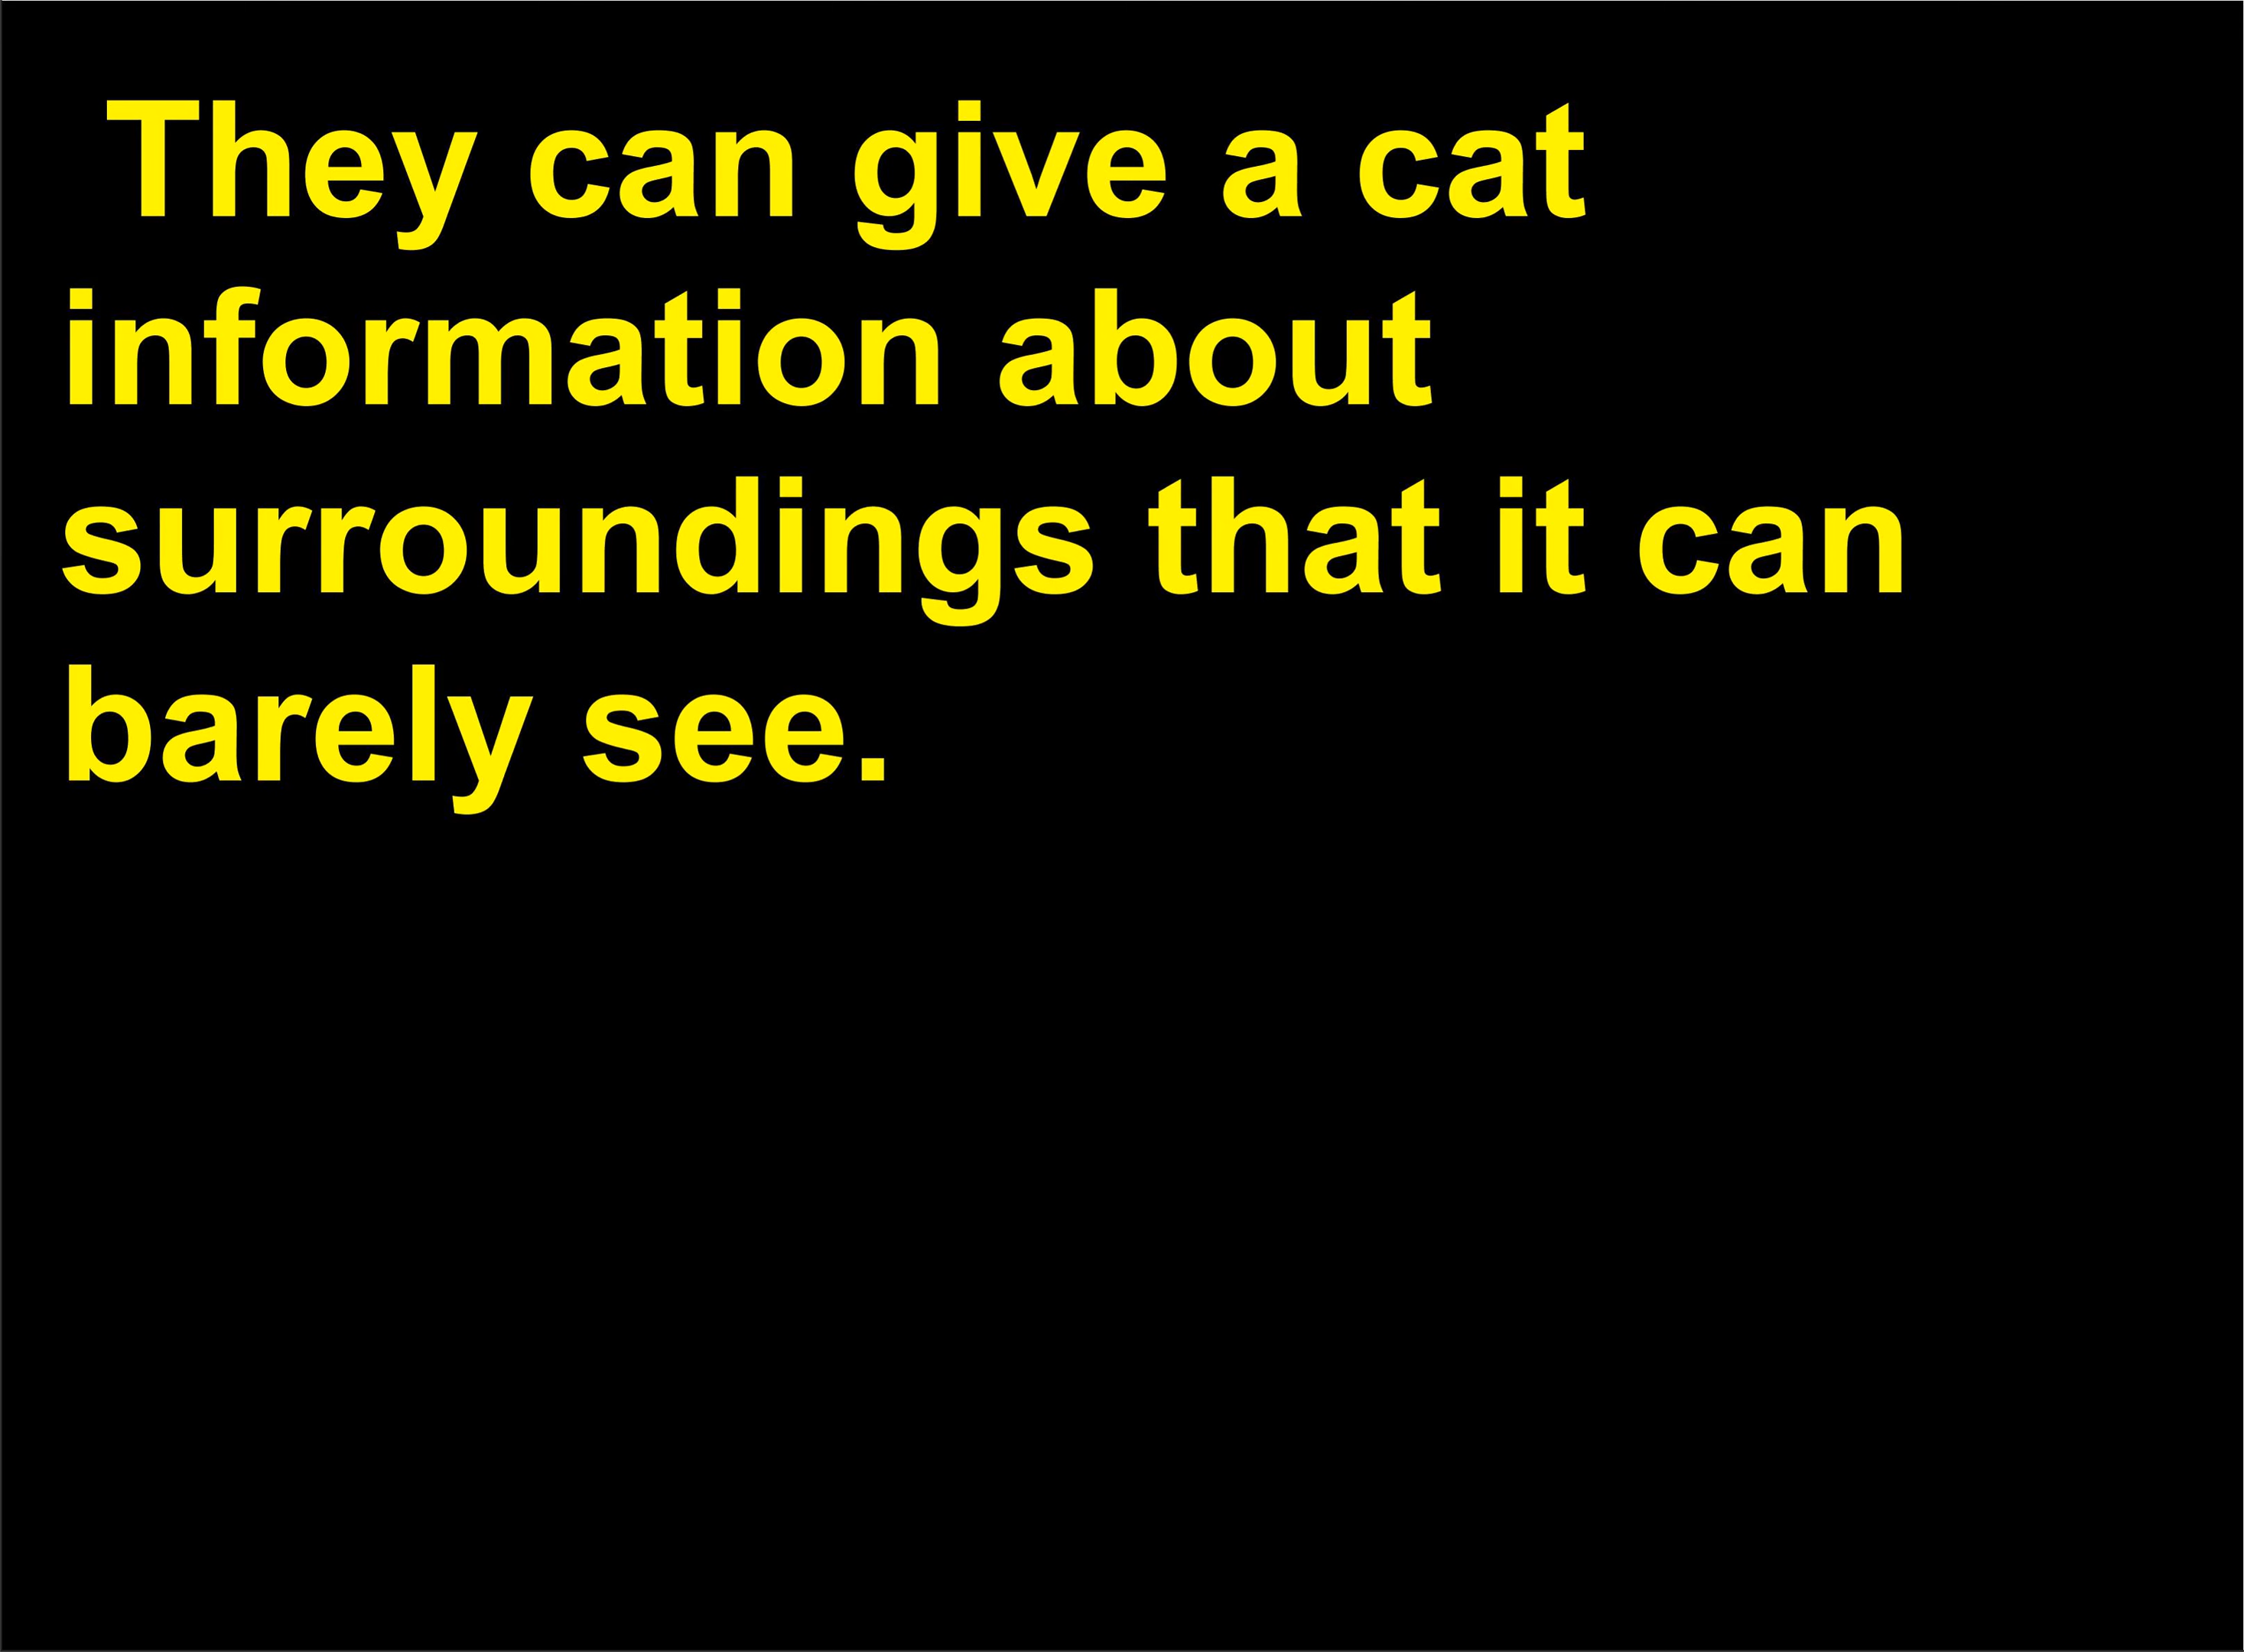 They can give a cat
information about
surroundings that it can
barely see.